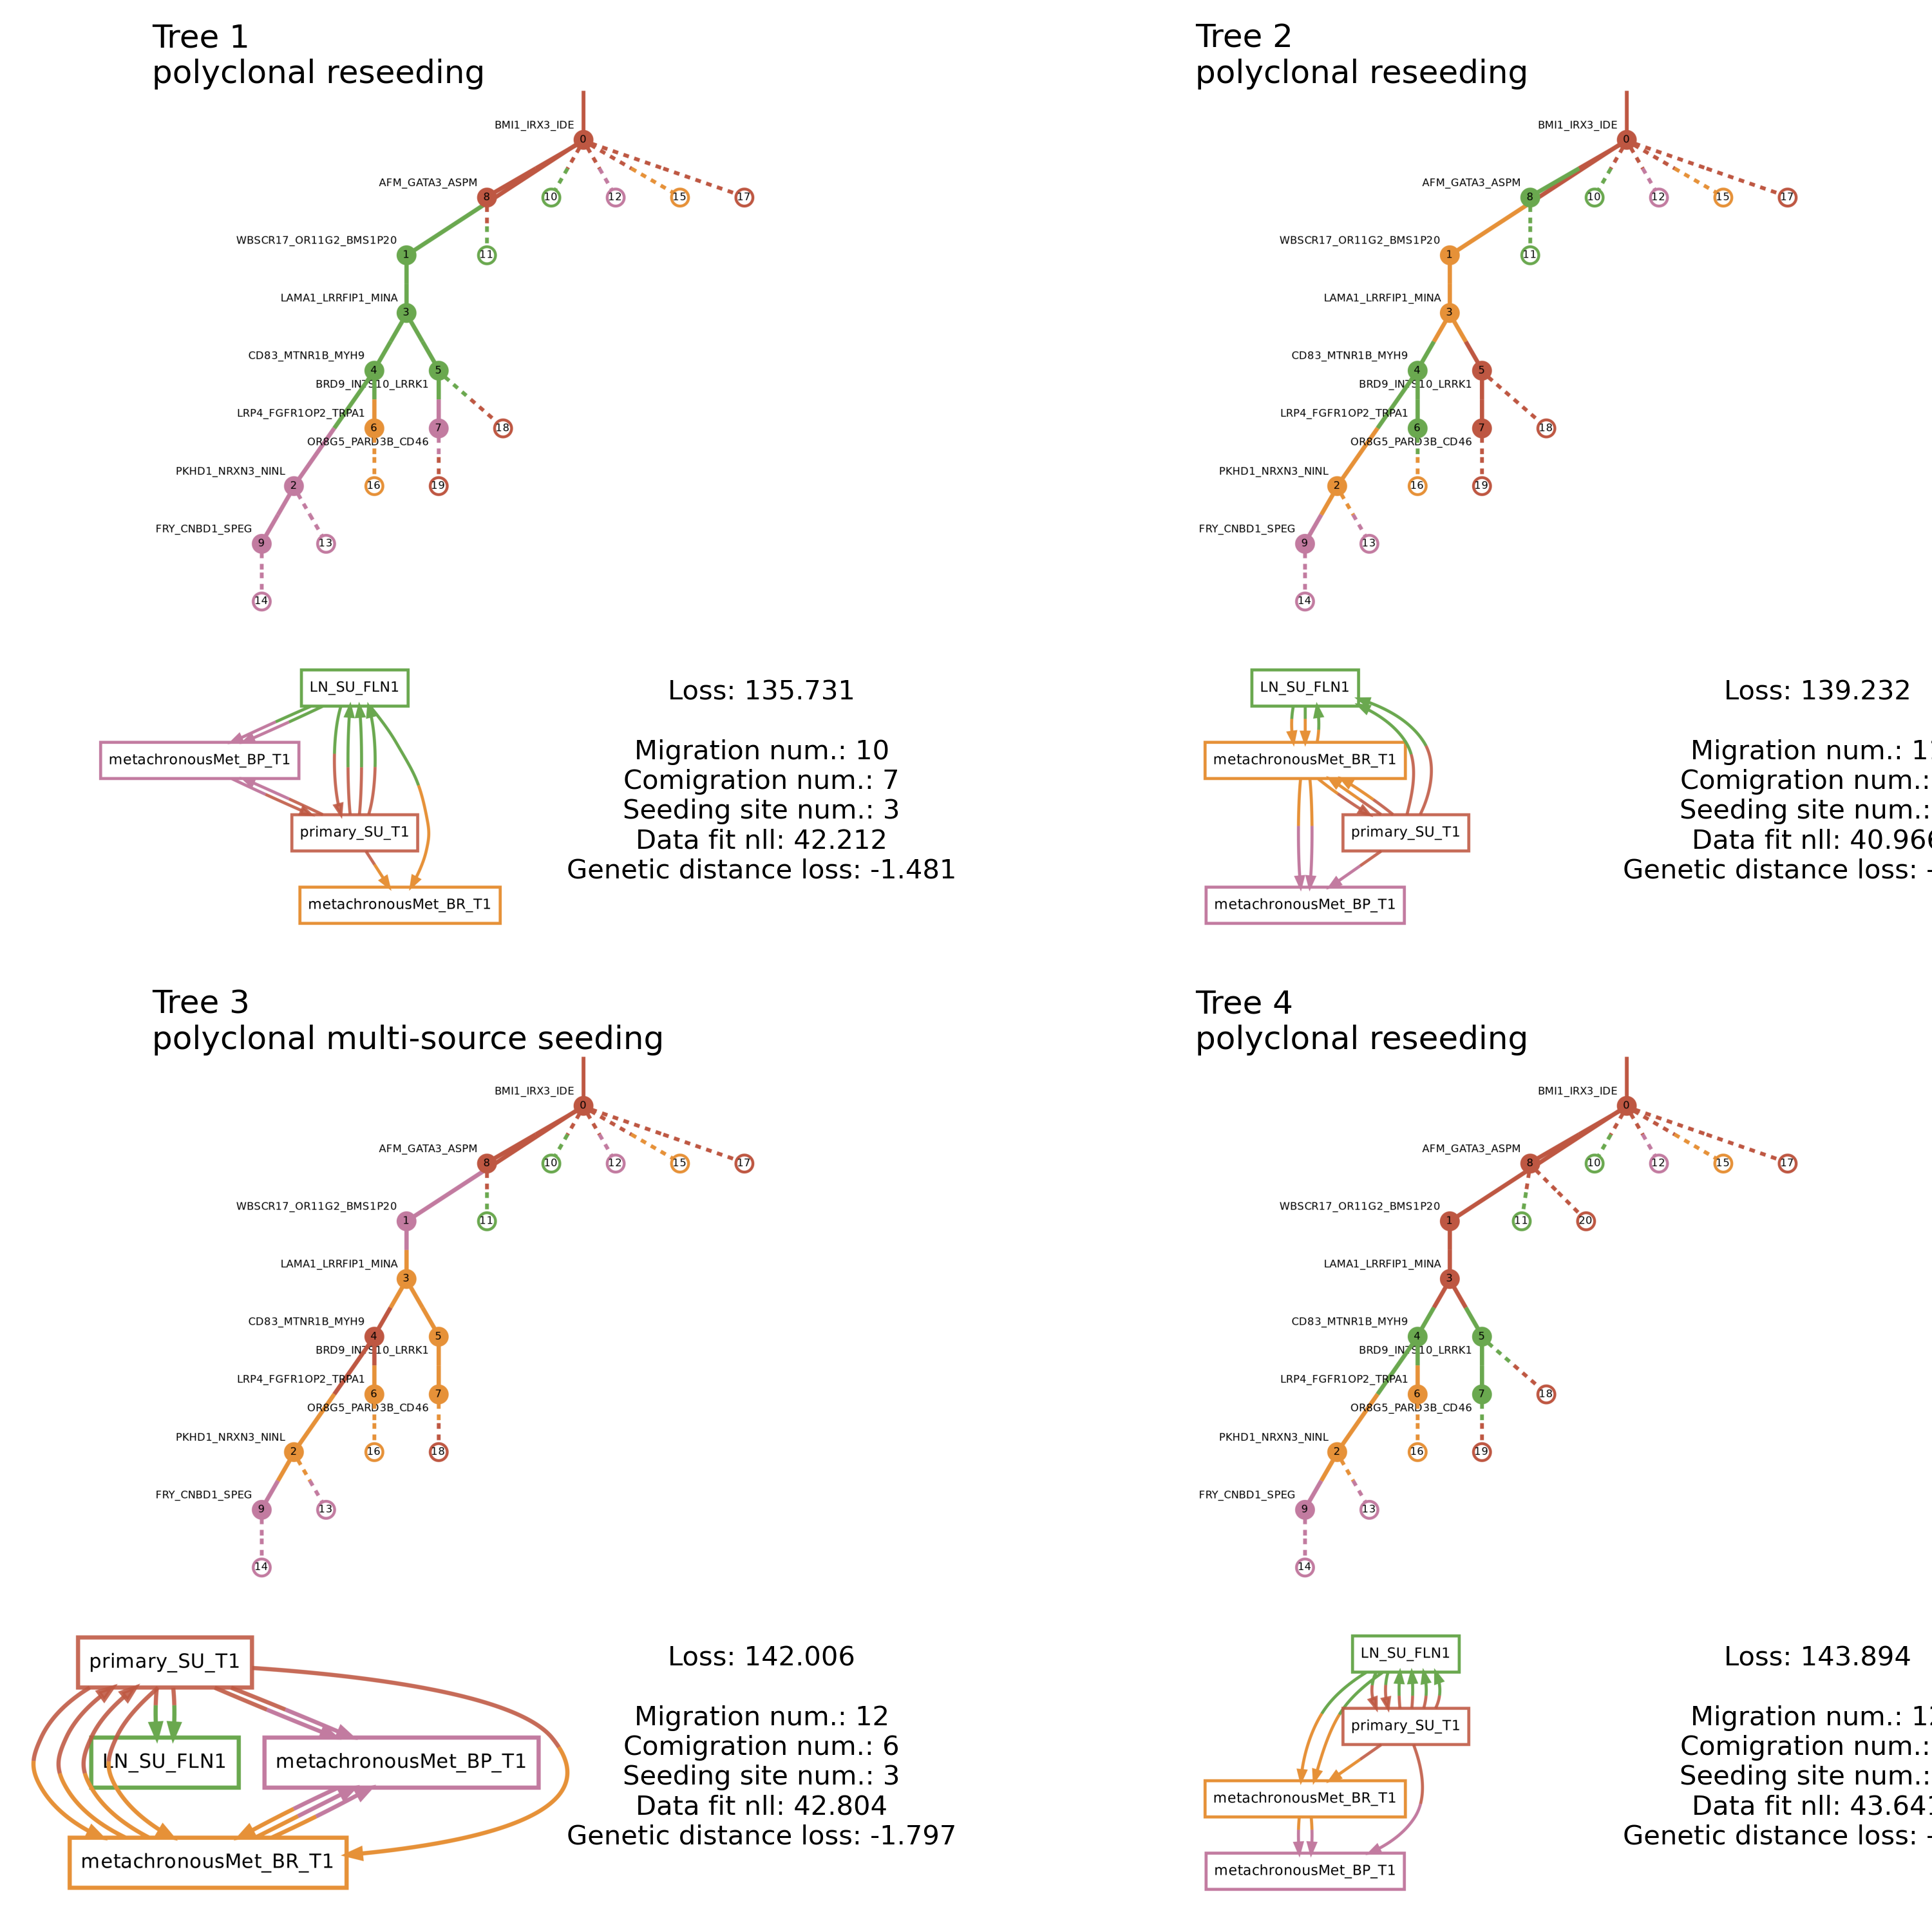 Tree 1
polyclonal reseeding
BMI1_IRX3_IDE
0
AFM_GATA3_ASPM
8
10
12
15
17
WBSCR17_OR11G2_BMS1P20
1
11
LAMA1_LRRFIP1_MINA
3
CD83_MTNR1B_MYH9
4
5
BRD9_INTS10_LRRK1
LRP4_FGFR1OP2_TRPA1
6
7
18
OR8G5_PARD3B_CD46
PKHD1_NRXN3_NINL
2
16
19
FRY_CNBD1_SPEG
9
13
14
LN_SU_FLN1
metachronousMet_BP_T1
primary_SU_T1
metachronousMet_BR_T1
Loss: 135.731
Migration num.: 10
Comigration num.: 7
Seeding site num.: 3
Data fit nll: 42.212
Genetic distance loss: -1.481
Tree 2
polyclonal reseeding
BMI1_IRX3_IDE
0
AFM_GATA3_ASPM
8
10
12
15
17
WBSCR17_OR11G2_BMS1P20
1
11
LAMA1_LRRFIP1_MINA
3
CD83_MTNR1B_MYH9
4
5
BRD9_INTS10_LRRK1
LRP4_FGFR1OP2_TRPA1
6
7
18
OR8G5_PARD3B_CD46
PKHD1_NRXN3_NINL
2
16
19
FRY_CNBD1_SPEG
9
13
14
LN_SU_FLN1
metachronousMet_BR_T1
primary_SU_T1
metachronousMet_BP_T1
Loss: 139.232
Migration num.:
Comigration num.:
Seeding site num.:
Data fit nll: 40.966
Genetic distance loss: -
Tree 3
polyclonal multi-source seeding
BMI1_IRX3_IDE
0
AFM_GATA3_ASPM
8
10
12
15
17
WBSCR17_OR11G2_BMS1P20
1
11
LAMA1_LRRFIP1_MINA
3
CD83_MTNR1B_MYH9
4
5
BRD9_INTS10_LRRK1
LRP4_FGFR1OP2_TRPA1
6
7
OR8G5_PARD3B_CD46
PKHD1_NRXN3_NINL
2
16
18
FRY_CNBD1_SPEG
9
13
14
primary_SU_T1
LN_SU_FLN1
metachronousMet_BP_T1
metachronousMet_BR_T1
Loss: 142.006
Migration num.: 12
Comigration num.: 6
Seeding site num.: 3
Data fit nll: 42.804
Genetic distance loss: -1.797
Tree 4
polyclonal reseeding
BMI1_IRX3_IDE
0
AFM_GATA3_ASPM
8
10
12
15
17
WBSCR17_OR11G2_BMS1P20
1
11
20
LAMA1_LRRFIP1_MINA
3
CD83_MTNR1B_MYH9
4
5
BRD9_INTS10_LRRK1
LRP4_FGFR1OP2_TRPA1
6
7
18
OR8G5_PARD3B_CD46
PKHD1_NRXN3_NINL
2
16
19
FRY_CNBD1_SPEG
9
13
14
LN_SU_FLN1
primary_SU_T1
metachronousMet_BR_T1
metachronousMet_BP_T1
Loss: 143.894
Migration num.:
Comigration num.:
Seeding site num.:
Data fit nll: 43.641
Genetic distance loss: -